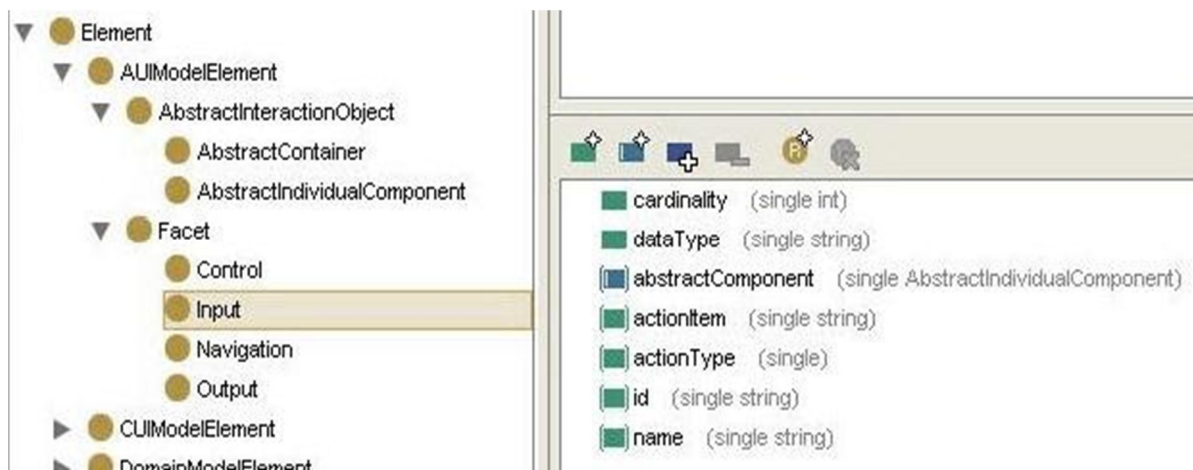 Element
AUIModelElement
AbstractInteractionObject
AbstractContainer
AbstractIndividualComponent
Facet
Control
Input
Navigation
Output
CUIModelElement
DomainModelElement
R
cardinality (single int)
dataType (single string)
abstractComponent (single AbstractIndividualComponent)
actionItem (single string)
actionType (single)
id (single string)
name (single string)